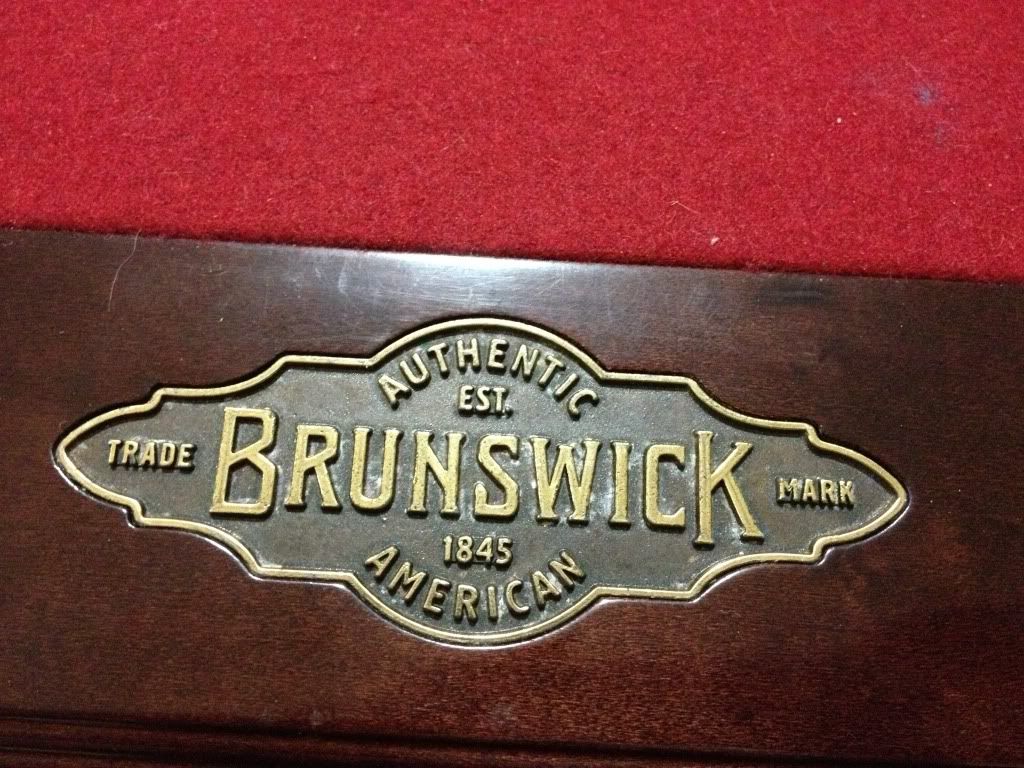 AUTHENTIC
EST.
TRADE BRUNSWICK MARK
1845
AMERICAN